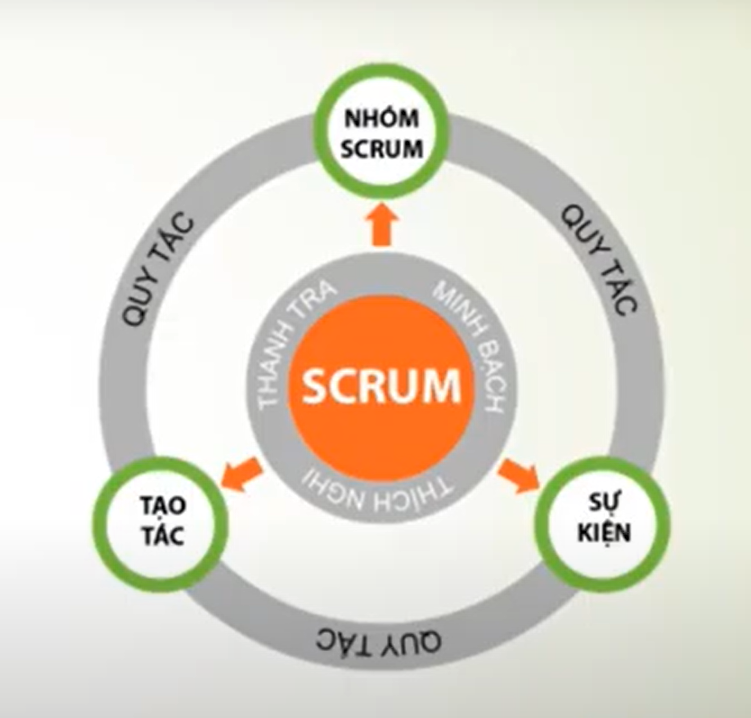 NHÓM
SCRUM
QUY TẮC
QUY TẮC
THANH TRA
MINH BẠCH
SCRUM
THÍCH NGHI
TẠO
TÁC
SỰ
KIỆN
QUY TẮC